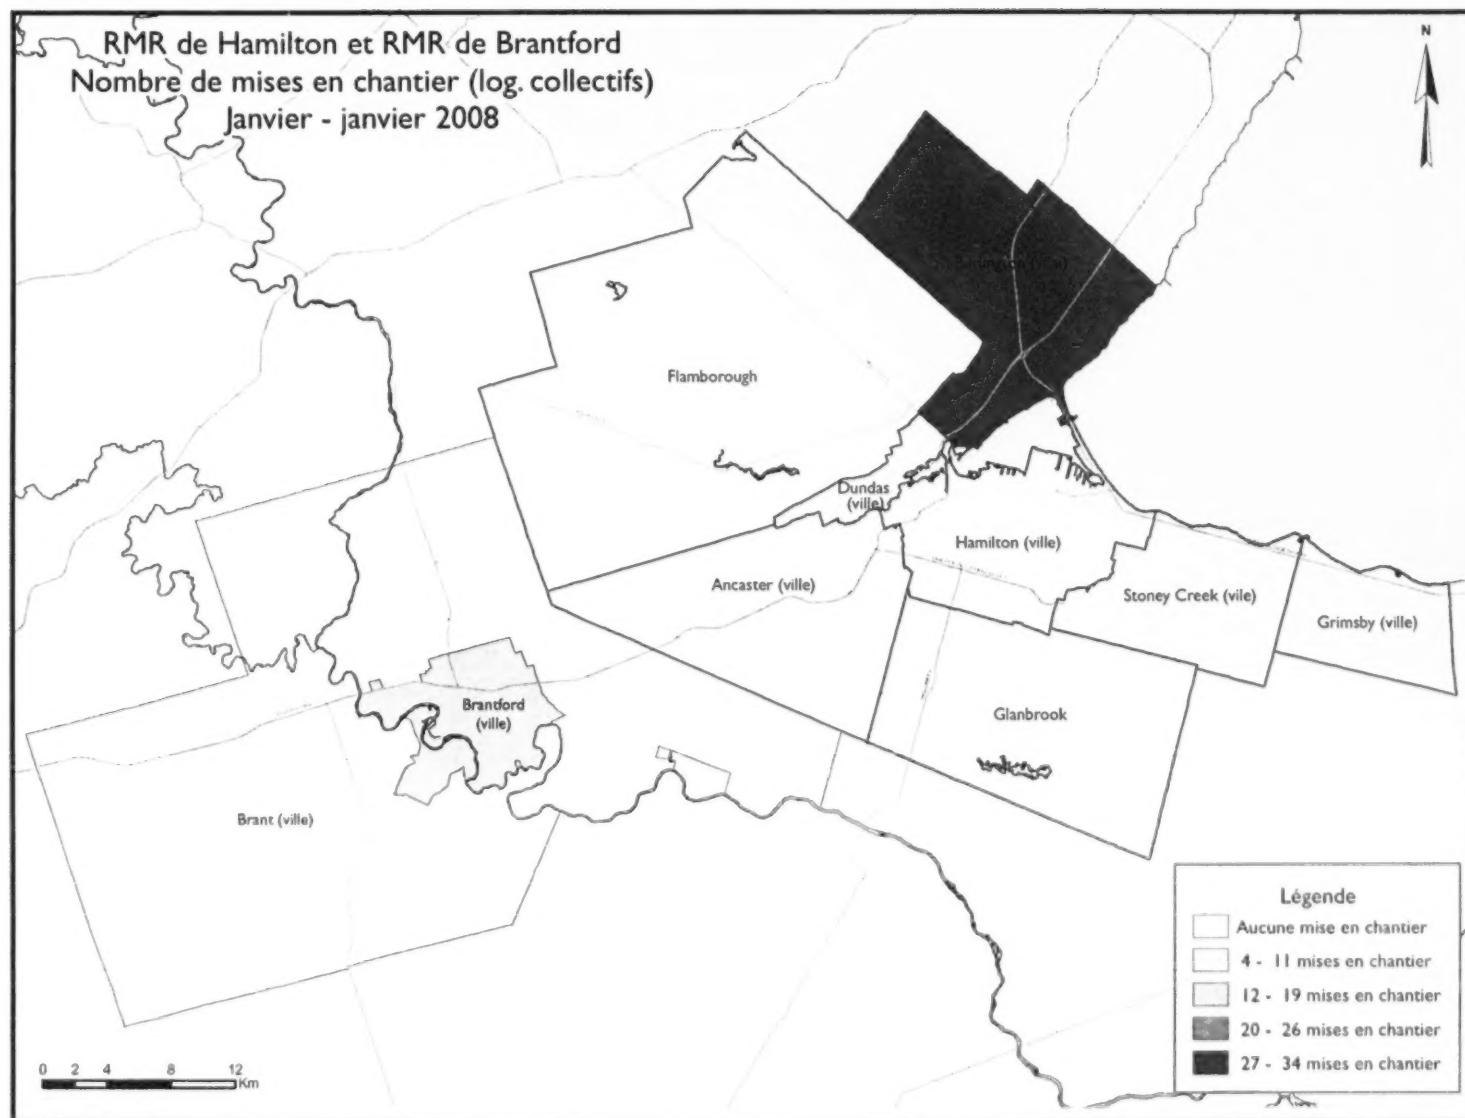 RMR de Hamilton et RMR de Brantford
Nombre de mises en chantier (log. collectifs)
Janvier - janvier 2008
N
Flamborough
Dundas
(ville)
Hamilton (ville)
Ancaster (ville)
Stoney Creek (vile)
Grimsby (ville)
Brantford
(ville)
Glanbrook
Brant (ville)
Légende
Aucune mise en chantier
4 - 11 mises en chantier
12 - 19 mises en chantier
20 - 26 mises en chantier
27 - 34 mises en chantier
0 2 4 8 12
Km